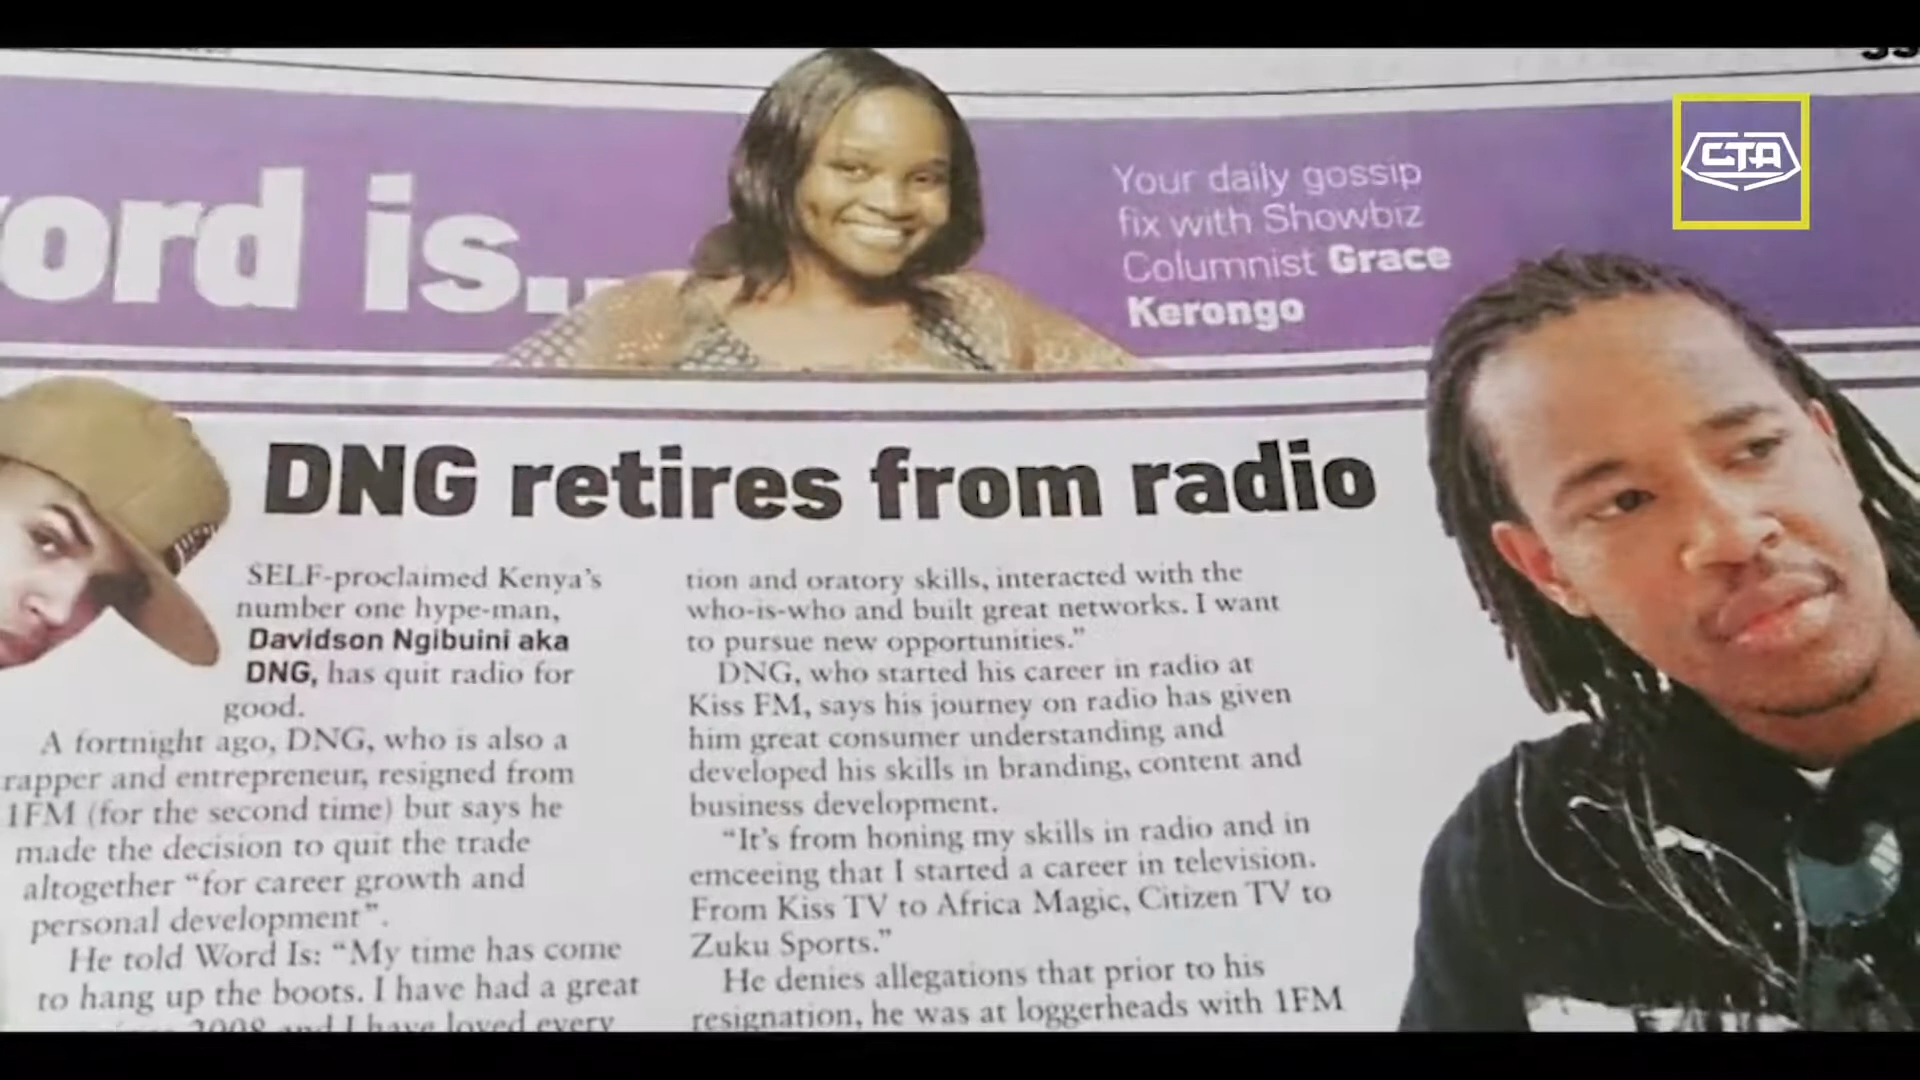 ord is...
Your daily gossip
fix with Showbiz
Columnist Grace
Kerongo
CTA
DNG retires from radio
SELF-proclaimed Kenya's
number one hype-man,
Davidson Ngibuini aka
DNG, has quit radio for
good.
A fortnight ago, DNG, who is also a
rapper and entrepreneur, resigned from
1FM (for the second time) but says he
made the decision to quit the trade
altogether “for career growth and
personal development”.
He told Word Is: “My time has come
to hang up the boots. I have had a great
2008 and I have loved every
tion and oratory skills, interacted with the
who-is-who and built great networks. I want
to pursue new opportunities.”
DNG, who started his career in radio at
Kiss FM, says his journey on radio has given
him great consumer understanding and
developed his skills in branding, content and
business development.
“It's from honing my skills in radio and in
emceeing that I started a career in television.
From Kiss TV to Africa Magic, Citizen TV to
Zuku Sports.”
He denies allegations that prior to his
resignation, he was at loggerheads with 1FM